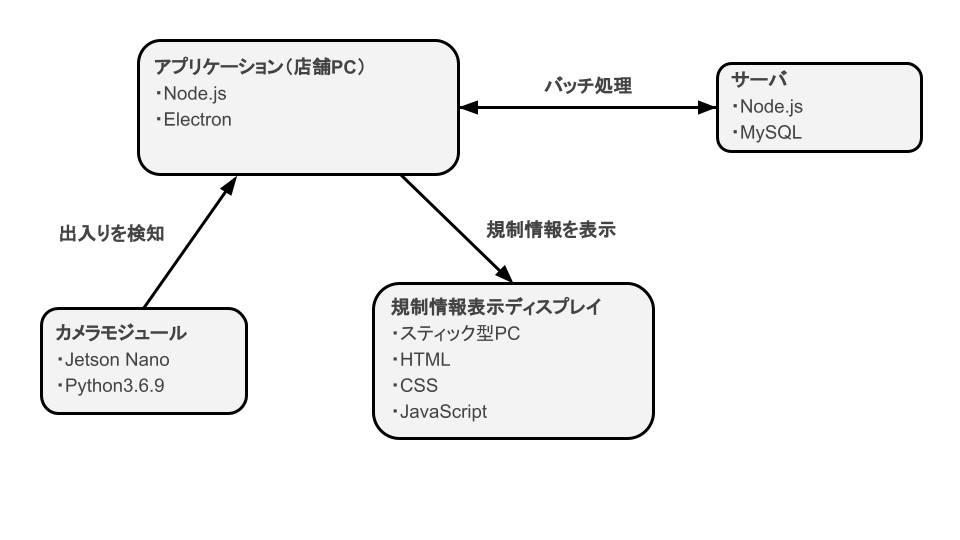 アプリケーション（店舗PC）
・Node.js
・Electron
バッチ処理
サーバ
・Node.js
・MySQL
出入りを検知
規制情報を表示
カメラモジュール
・Jetson Nano
・Python3.6.9
規制情報表示ディスプレイ
・スティック型PC
・HTML
・CSS
・JavaScript